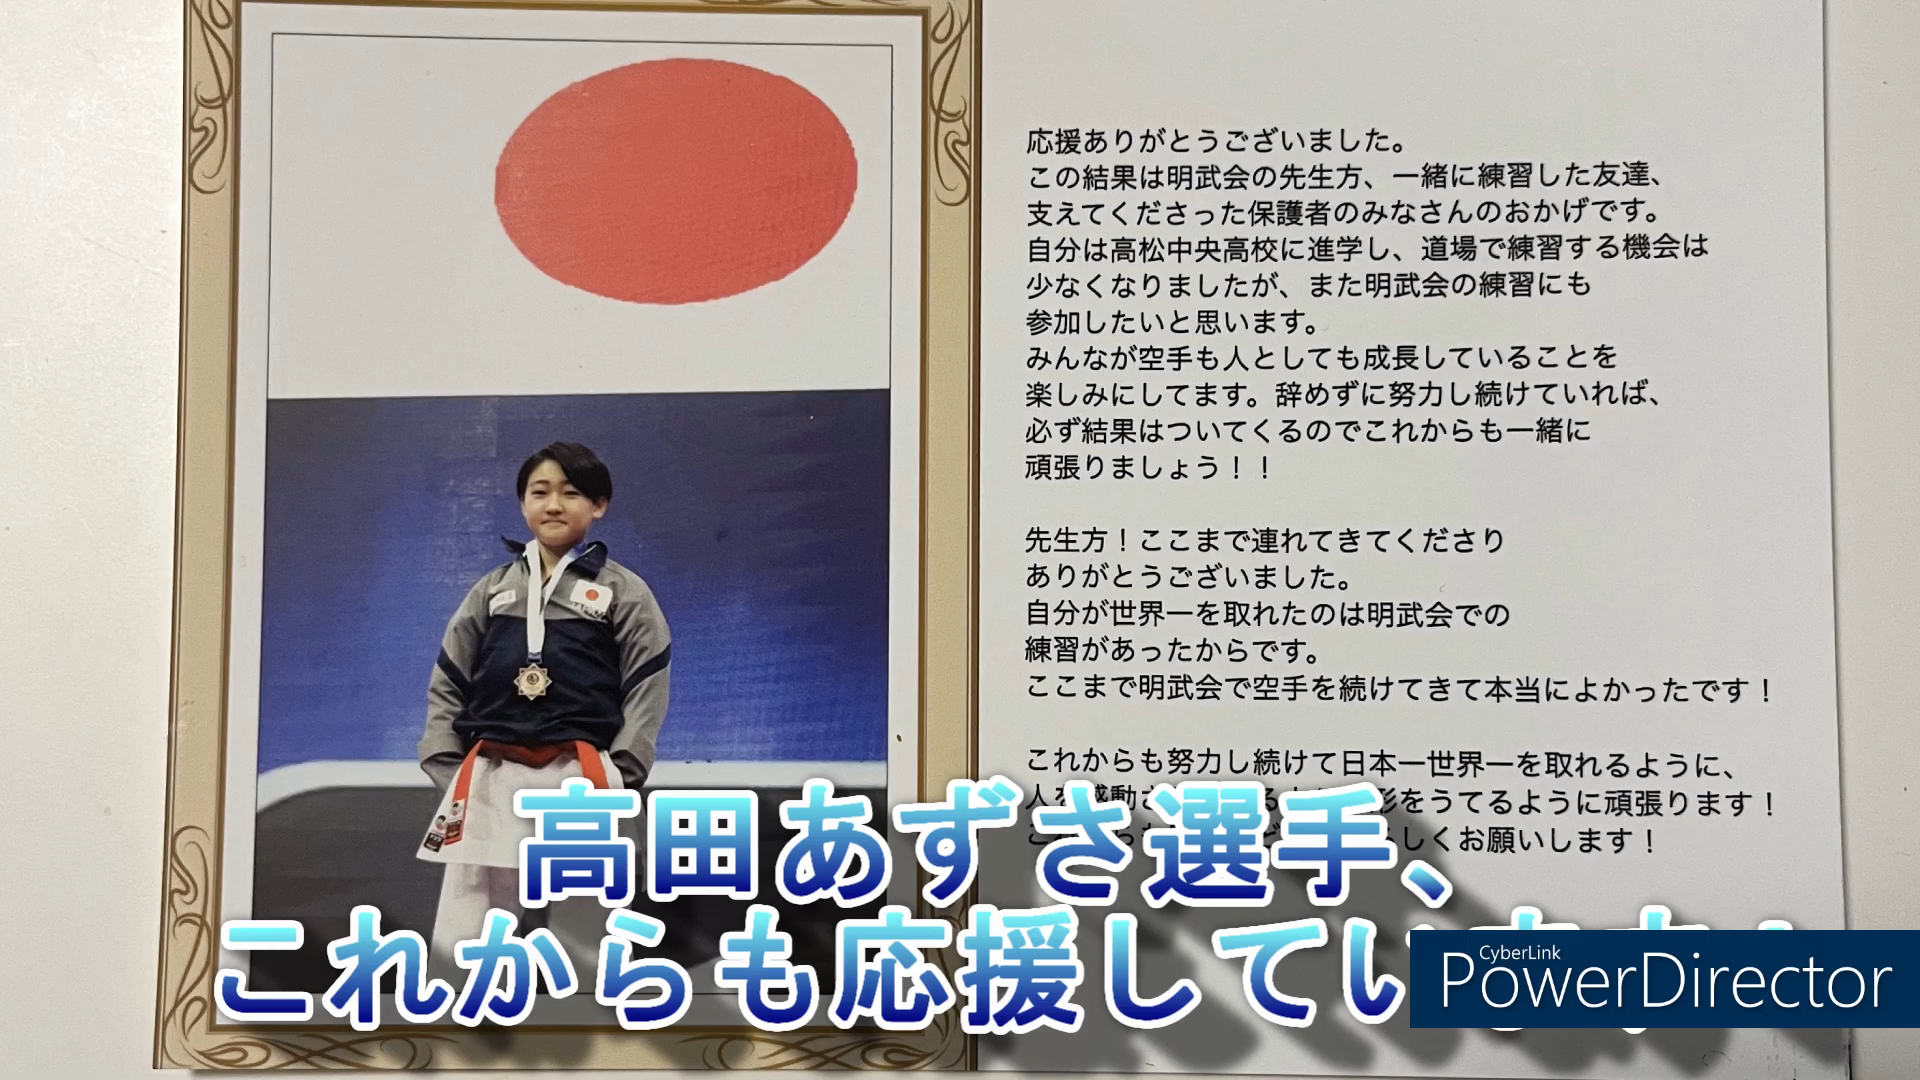 応援ありがとうございました。
この結果は明武会の先生方、一緒に練習した友達、
支えてくださった保護者のみなさんのおかげです。
自分は高松中央高校に進学し、道場で練習する機会は
少なくなりましたが、また明武会の練習にも
参加したいと思います。
みんなが空手も人としても成長していることを
楽しみにしてます。辞めずに努力し続けていれば、
必ず結果はついてくるのでこれからも一緒に
頑張りましょう！！
先生方！ここまで連れてきてくださり
ありがとうございました。
自分が世界一を取れたのは明武会での
練習があったからです。
ここまで明武会で空手を続けてきて本当によかったです！
これからも努力し続けて日本一世界一を取れるように、
人を感動さ 形をうてるように頑張ります！
しくお願いします！
高田あずさ選手、
これからも応援してい
CyberLink
PowerDirector